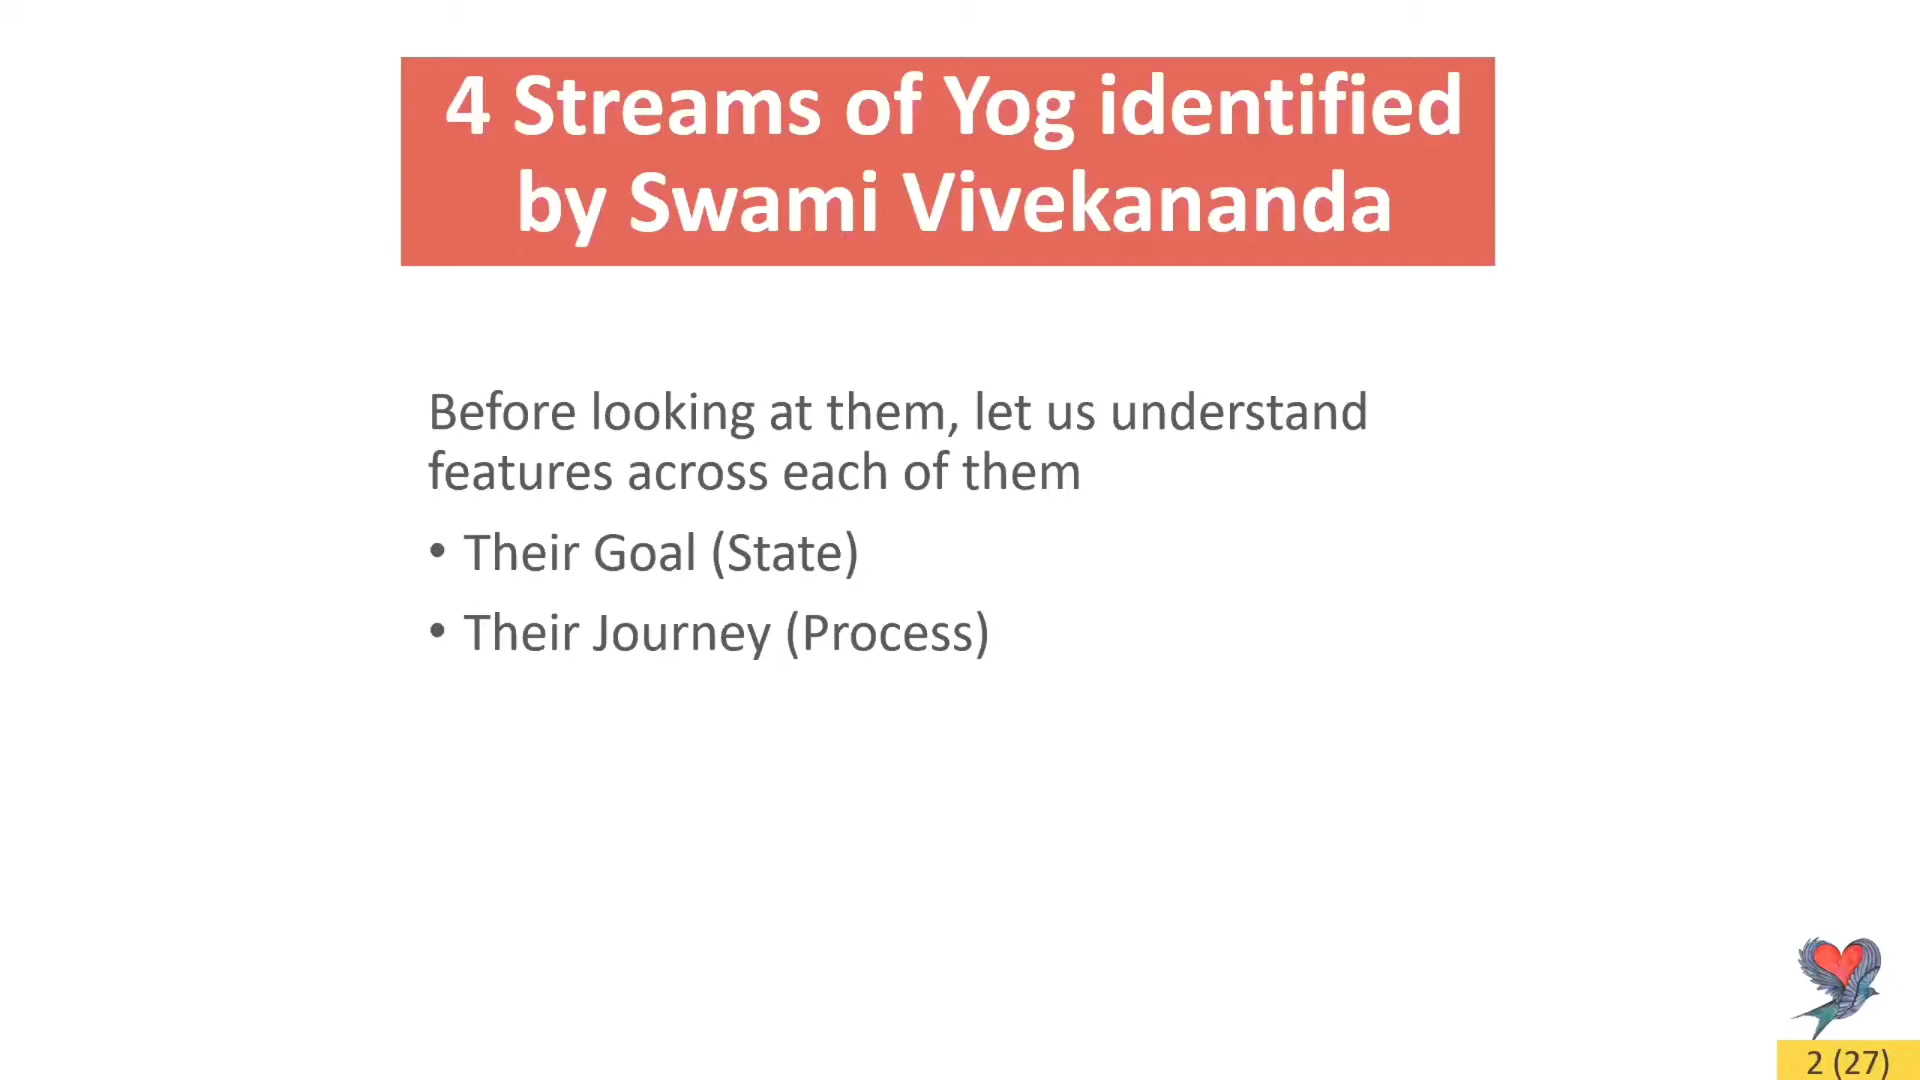 4 Streams of Yog identified
by Swami Vivekananda
Before looking at them, let us understand
features across each of them
• Their Goal (State)
• Their Journey (Process)
2 (27)